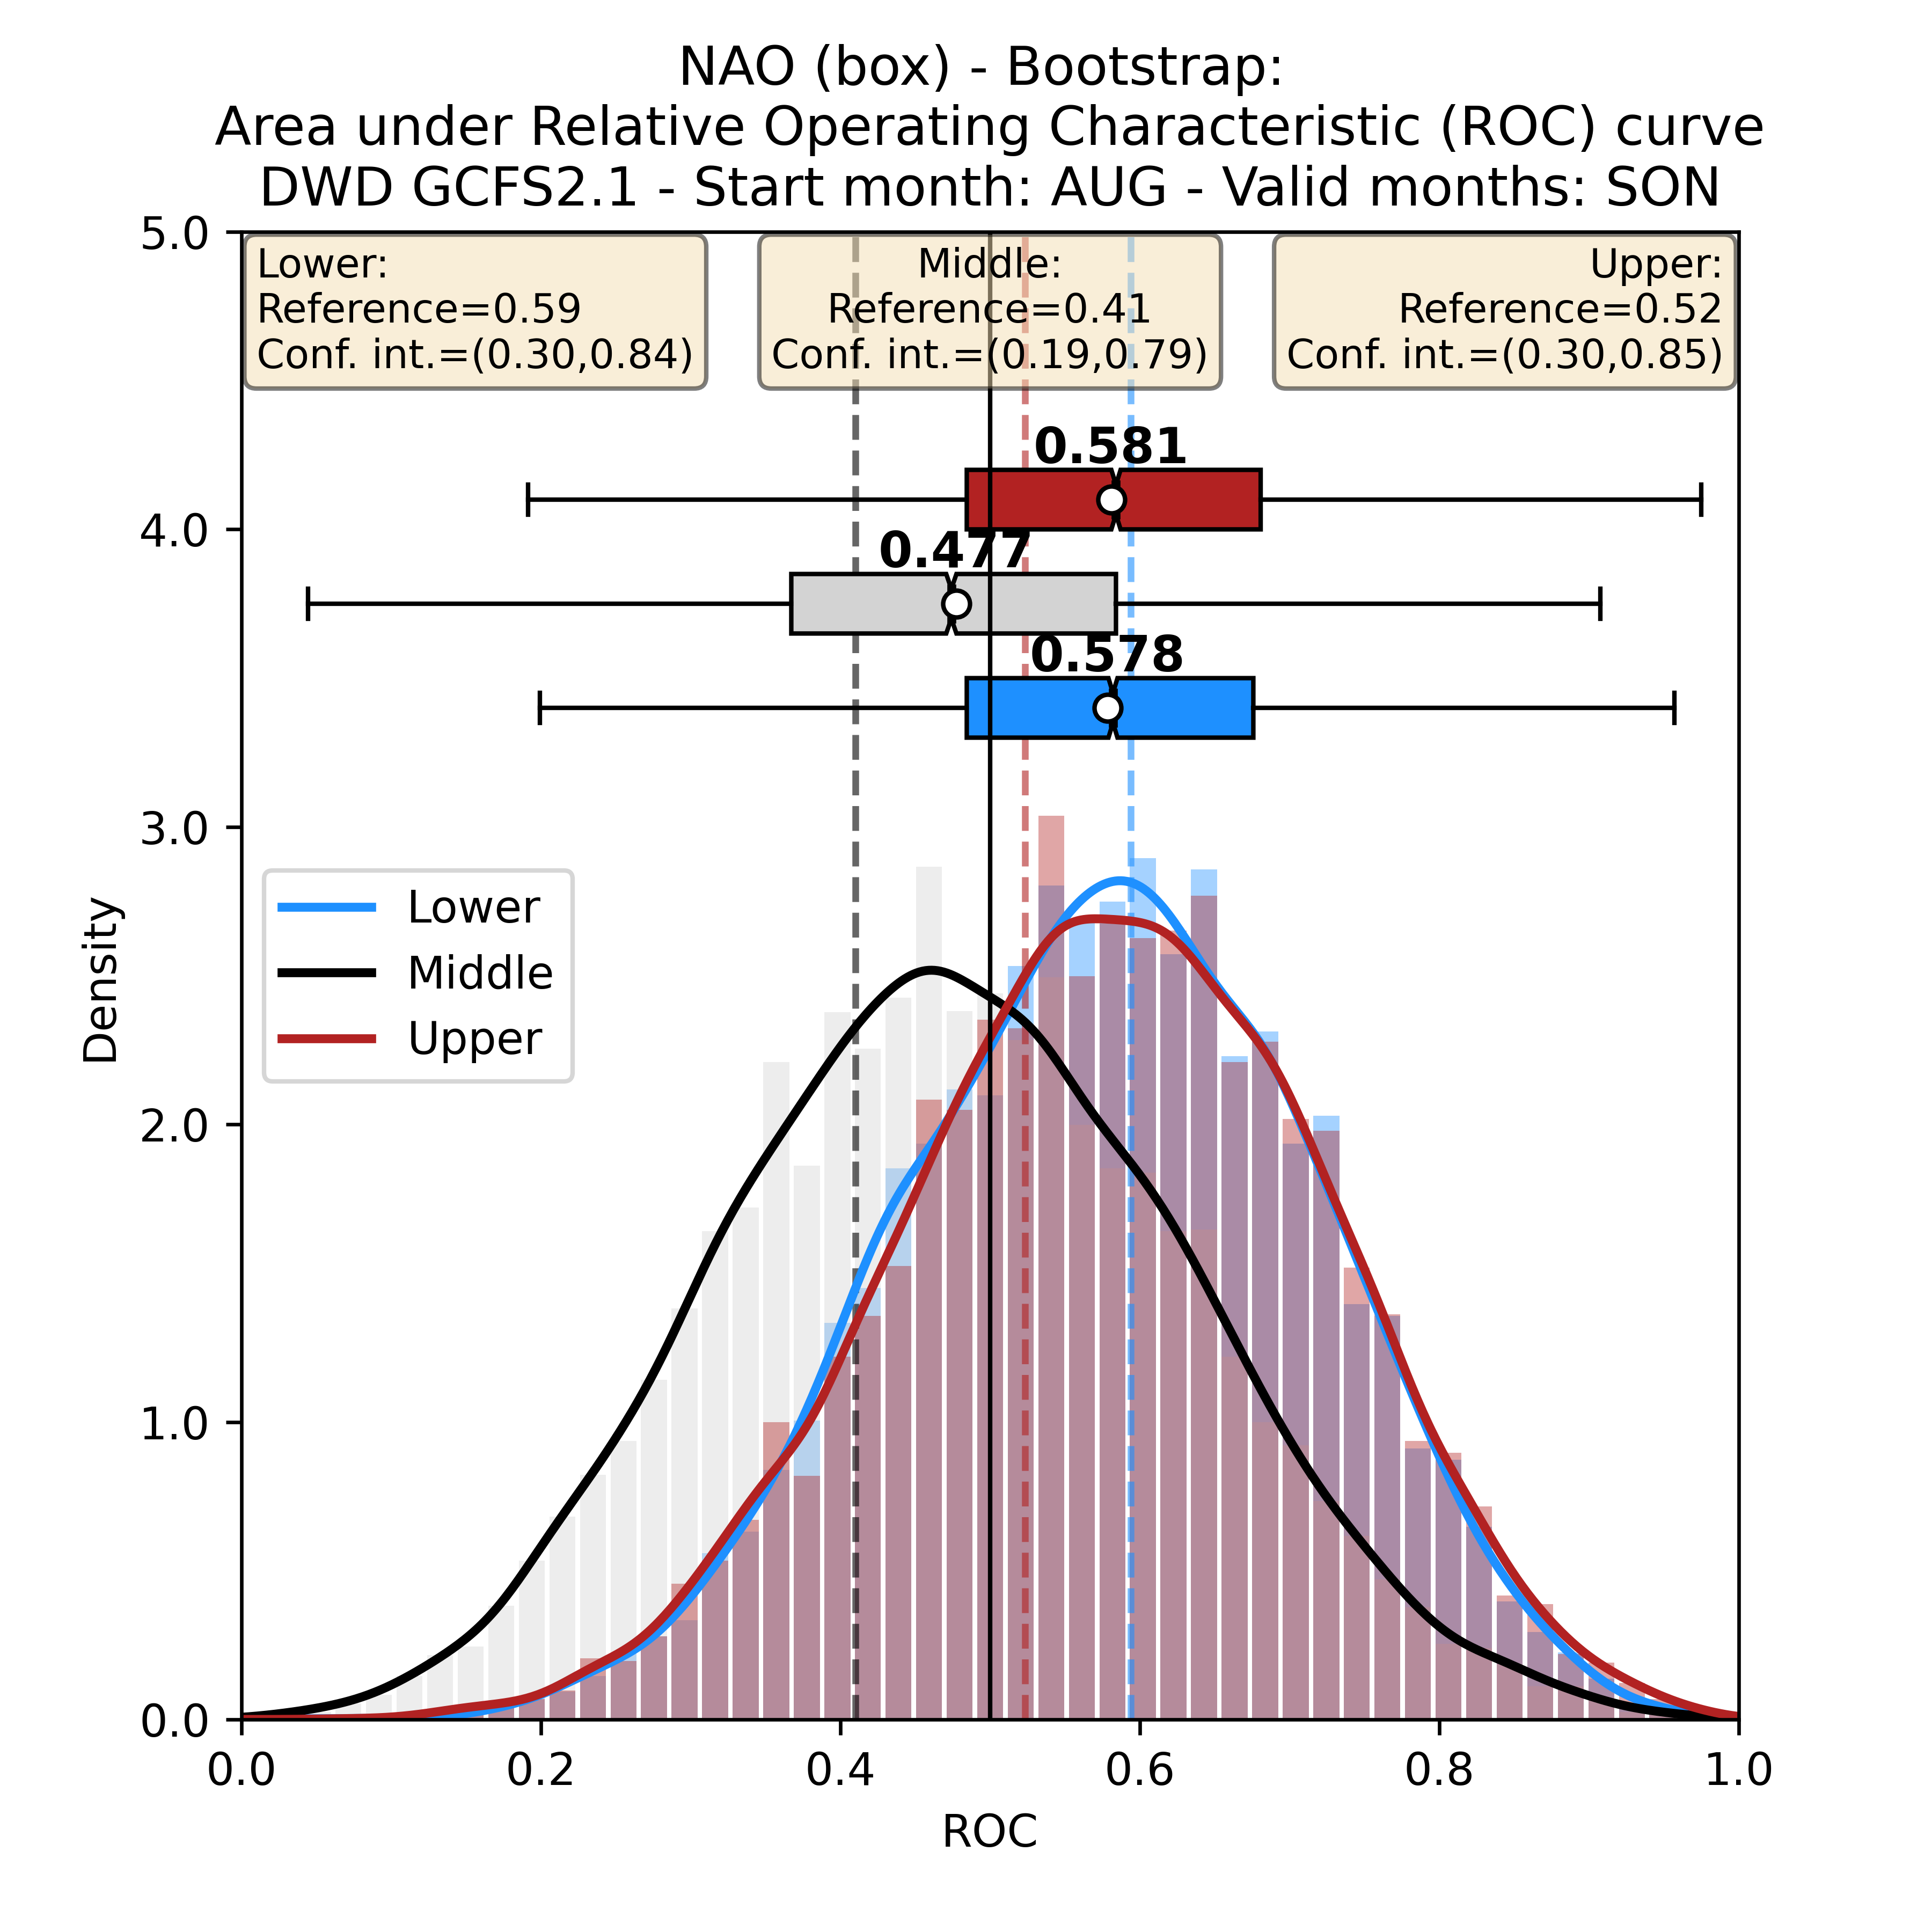 NAO (box) - Bootstrap:
Area under Relative Operating Characteristic (ROC) curve
DWD GCFS2.1 - Start month: AUG - Valid months: SON
Lower:
Reference=0.59
Conf. int.=(0.30,0.84)
Middle:
Reference=0.41
Conf. int.=(0.19,0.79)
Upper:
Reference=0.52
Conf. int.=(0.30,0.85)
0.581
0.477
0.578
Lower
Middle
Upper
Density
5.0
4.0
3.0
2.0
1.0
0.0
0.0 0.2 0.4 0.6 0.8 1.0
ROC